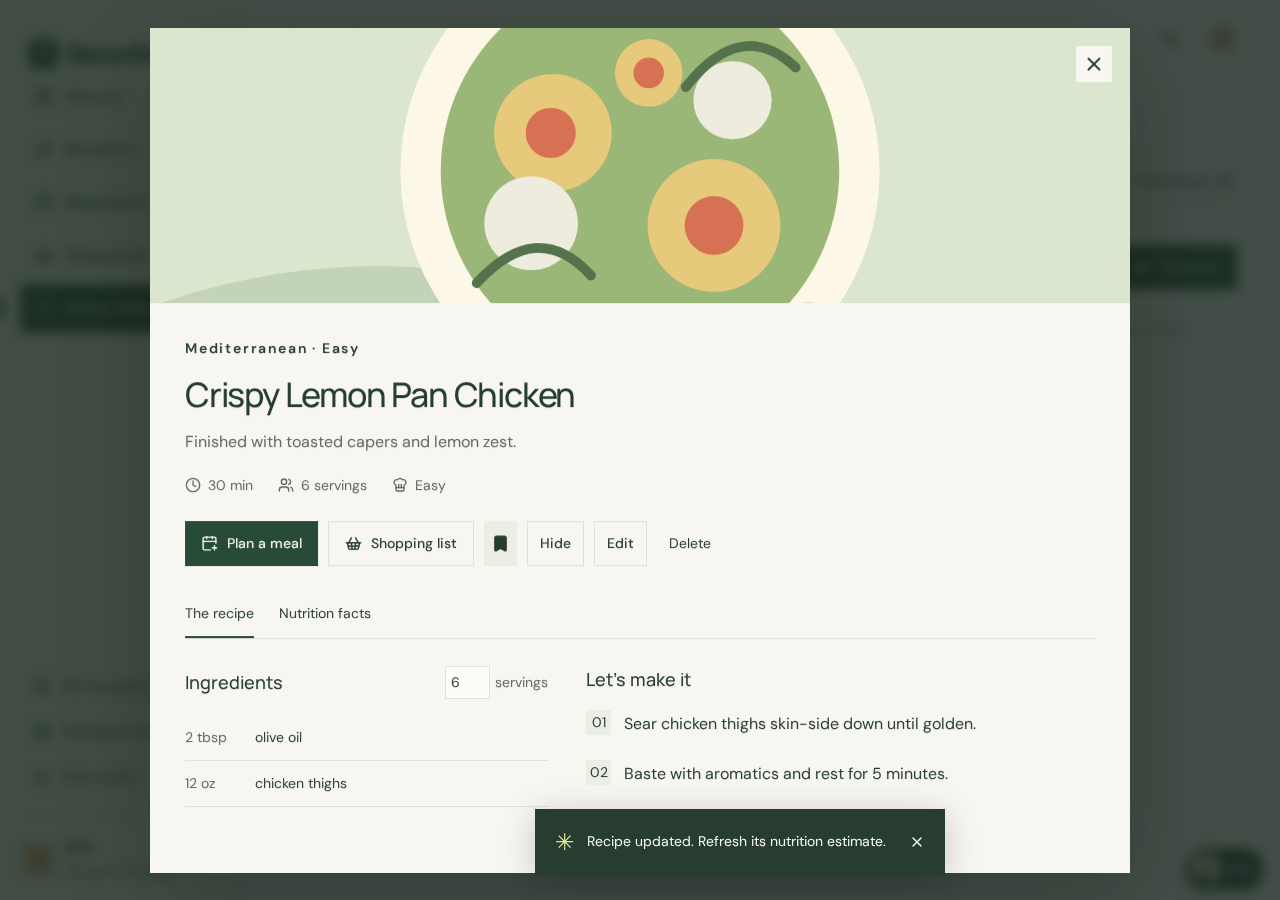 Mediterranean · Easy
Crispy Lemon Pan Chicken
Finished with toasted capers and lemon zest.
30 min 6 servings Easy
Plan a meal Shopping list Hide Edit Delete
The recipe Nutrition facts
Ingredients 6 servings
2 tbsp olive oil
12 oz chicken thighs
Let's make it
01 Sear chicken thighs skin-side down until golden.
02 Baste with aromatics and rest for 5 minutes.
Recipe updated. Refresh its nutrition estimate.